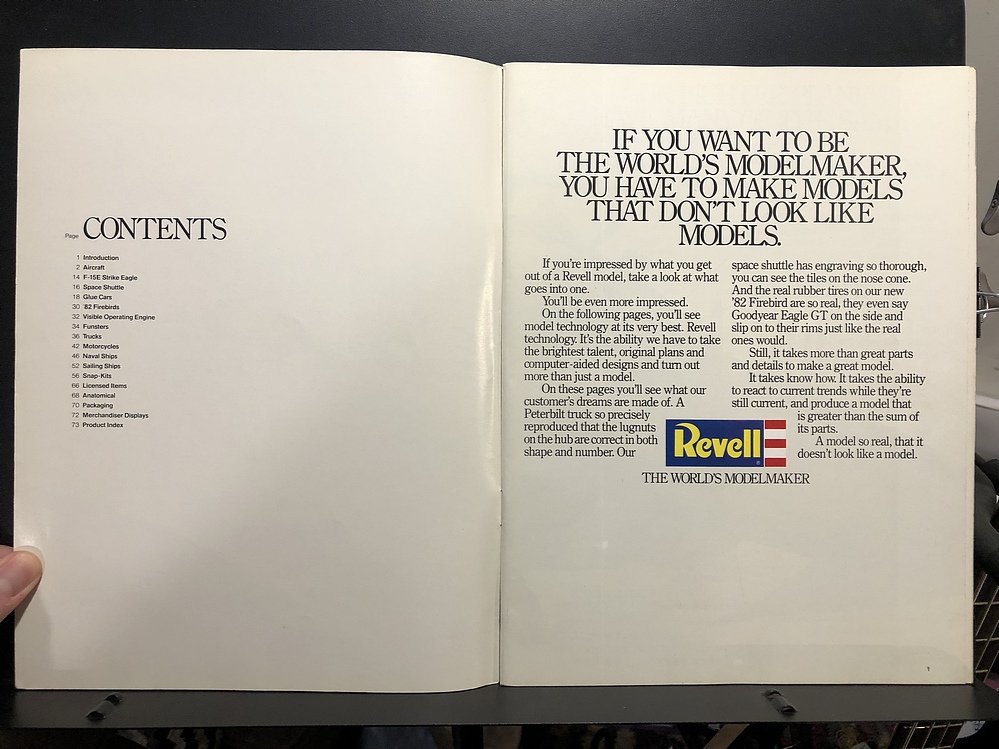 Page CONTENTS
1 Introduction
2 Aircraft
14 F-15E Strike Eagle
16 Space Shuttle
18 Glue Cars
30 '82 Firebirds
32 Visible Operating Engine
34 Funsters
36 Trucks
42 Motorcycles
46 Naval Ships
52 Sailing Ships
56 Snap-Kits
66 Licensed Items
68 Anatomical
70 Packaging
72 Merchandiser Displays
73 Product Index
IF YOU WANT TO BE
THE WORLD'S MODELMAKER,
YOU HAVE TO MAKE MODELS
THAT DON'T LOOK LIKE
MODELS.
If you're impressed by what you get
out of a Revell model, take a look at what
goes into one.
You'll be even more impressed.
On the following pages, you'll see
model technology at its very best. Revell
technology. It's the ability we have to take
the brightest talent, original plans and
computer-aided designs and turn out
more than just a model.
On these pages you'll see what our
customer's dreams are made of. A
Peterbilt truck so precisely
reproduced that the lugnuts
on the hub are correct in both
shape and number. Our
space shuttle has engraving so thorough,
you can see the tiles on the nose cone.
And the real rubber tires on our new
'82 Firebird are so real, they even say
Goodyear Eagle GT on the side and
slip on to their rims just like the real
ones would.
Still, it takes more than great parts
and details to make a great model.
It takes know how. It takes the ability
to react to current trends while they're
still current, and produce a model that
is greater than the sum of
its parts.
A model so real, that it
doesn't look like a model.
Revell
THE WORLD'S MODELMAKER
1